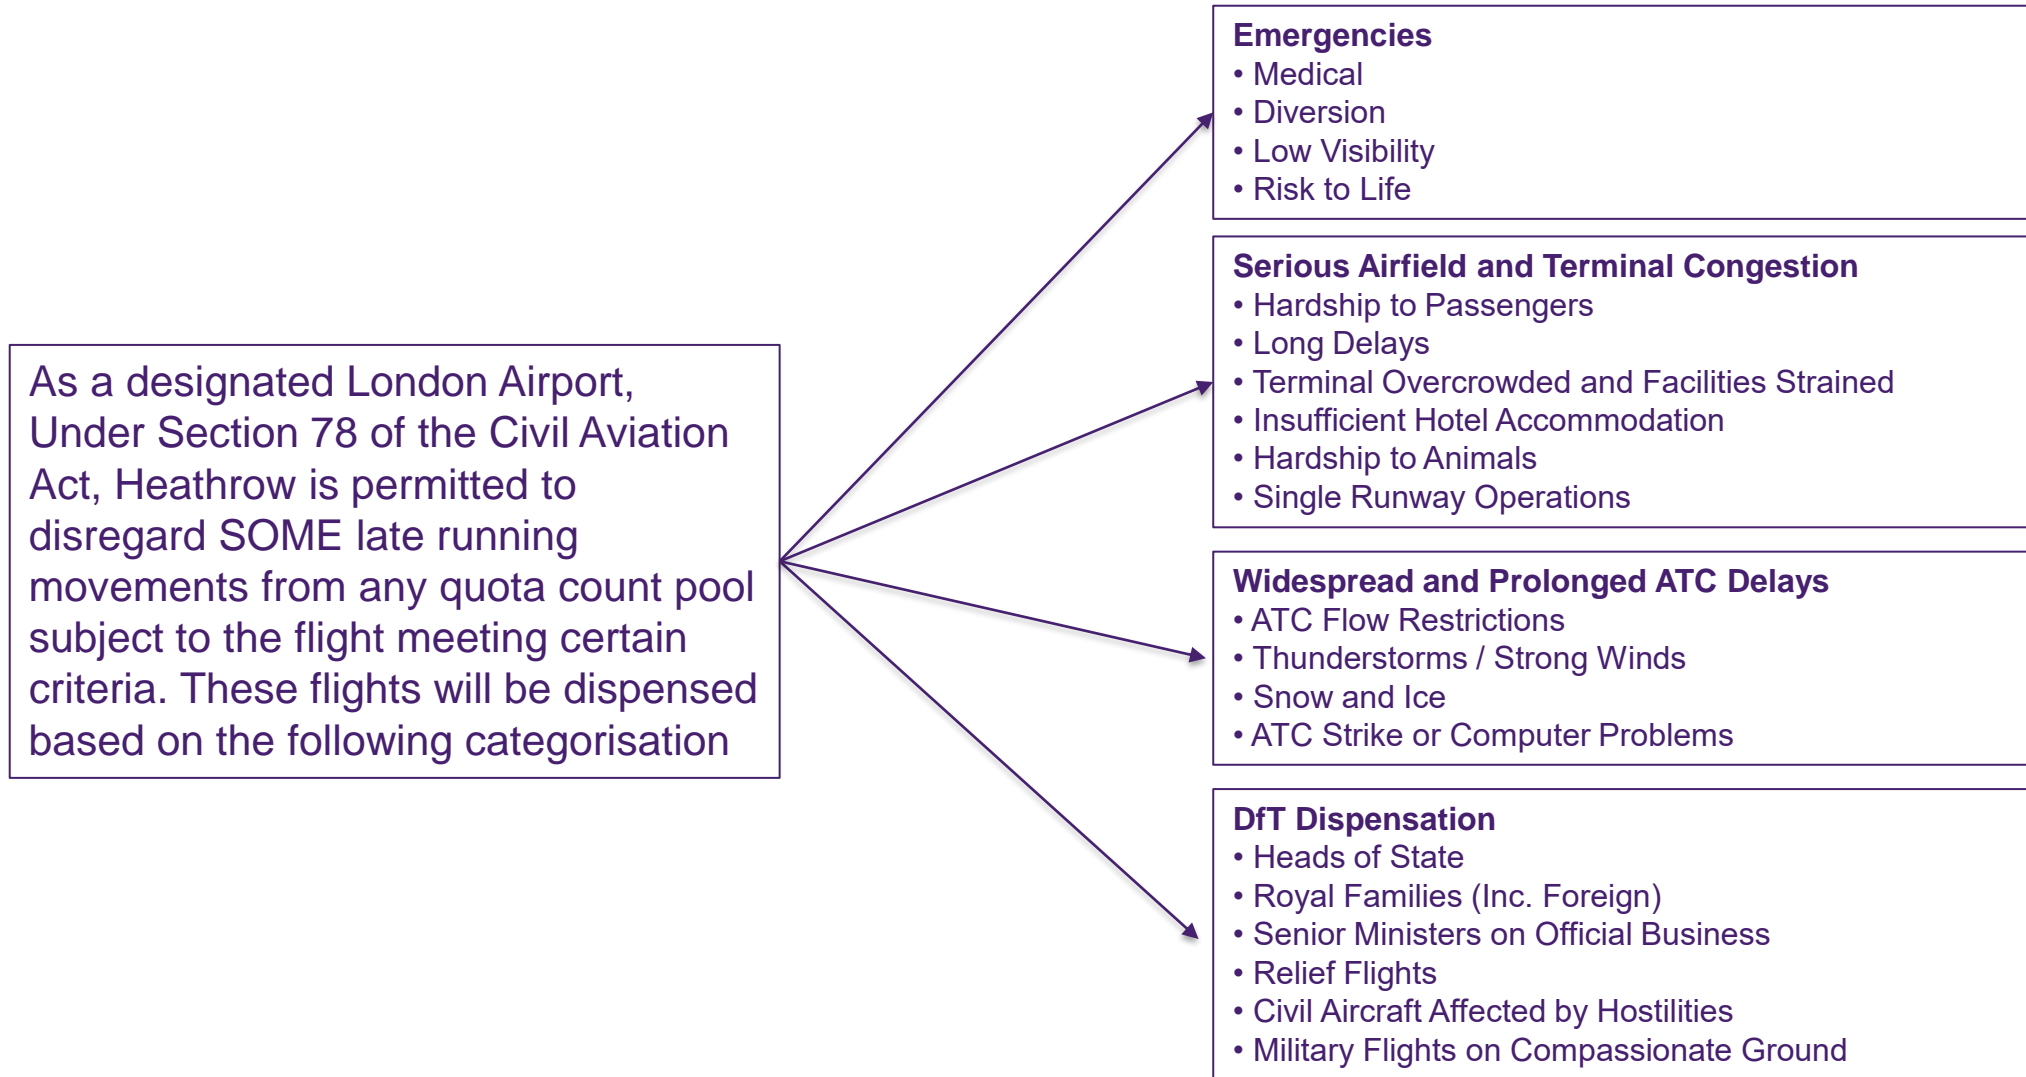 As a designated London Airport,
Under Section 78 of the Civil Aviation
Act, Heathrow is permitted to
disregard SOME late running
movements from any quota count pool
subject to the flight meeting certain
criteria. These flights will be dispensed
based on the following categorisation
Emergencies
• Medical
• Diversion
• Low Visibility
• Risk to Life
Serious Airfield and Terminal Congestion
• Hardship to Passengers
• Long Delays
• Terminal Overcrowded and Facilities Strained
• Insufficient Hotel Accommodation
• Hardship to Animals
• Single Runway Operations
Widespread and Prolonged ATC Delays
• ATC Flow Restrictions
• Thunderstorms / Strong Winds
• Snow and Ice
• ATC Strike or Computer Problems
DfT Dispensation
• Heads of State
• Royal Families (Inc. Foreign)
• Senior Ministers on Official Business
• Relief Flights
• Civil Aircraft Affected by Hostilities
• Military Flights on Compassionate Ground